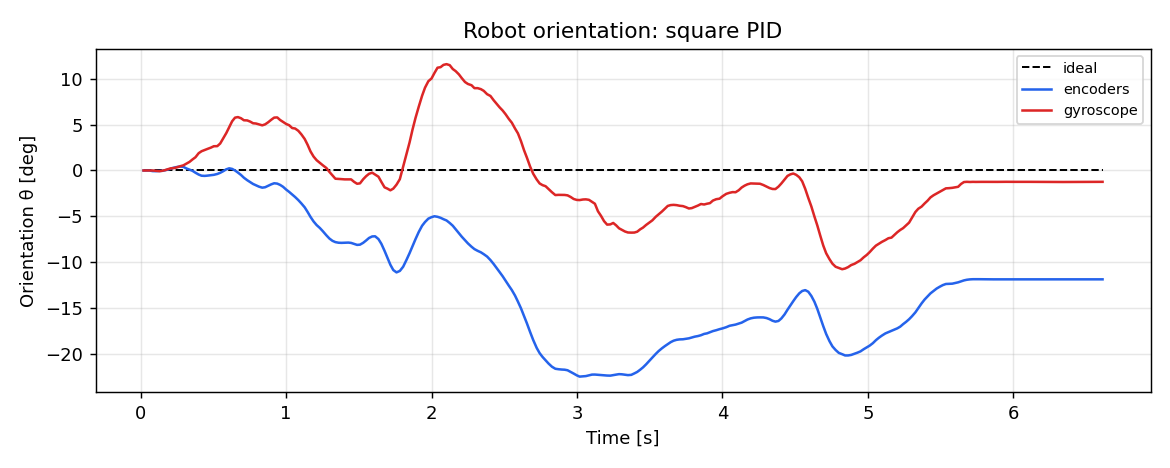 Robot orientation: square PID
ideal
encoders
gyroscope
Orientation θ [deg]
10
5
0
−5
−10
−15
−20
0 1 2 3 4 5 6
Time [s]